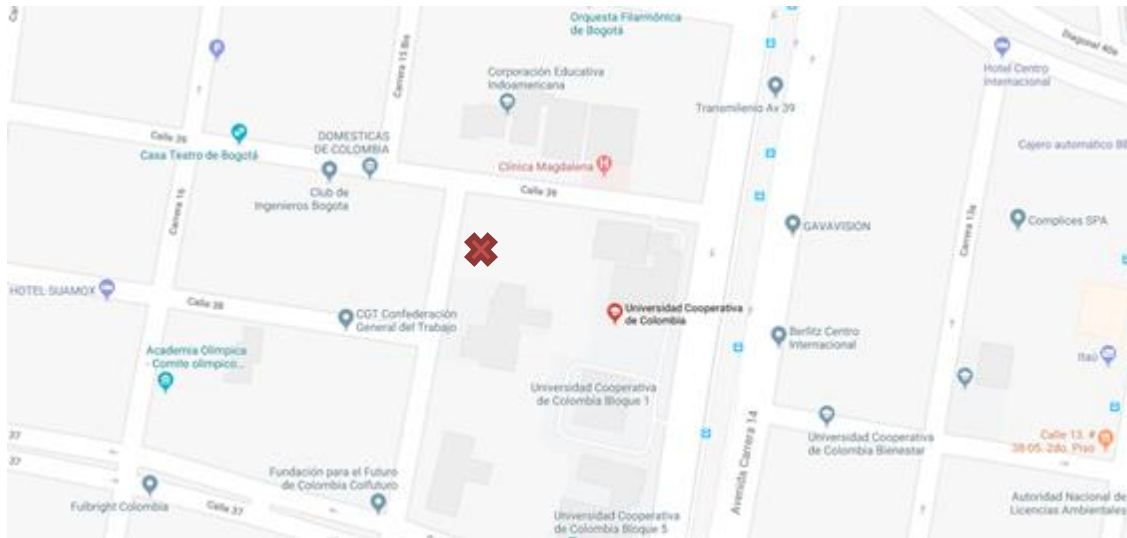 Orquesta Filarmónica
de Bogotá
Diagonal 40a
Hotel Centro
Internacional
Carrera 15 Bis
Corporación Educativa
Indoamericana
Transmilenio Av 39
Calle 39
DOMESTICAS
DE COLOMBIA
Casa Teatro de Bogotá
Cajero automático BB
Clínica Magdalena
Club de
Ingenieros Bogota
Calle 39
Carrera 16
Complices SPA
GAVAVISION
Carrera 13a
HOTEL SUAMOX
Calle 38
CGT Confederación
General del Trabajo
Universidad Cooperativa
de Colombia
Berlitz Centro
Internacional
Academia Olimpica
- Comite olimpico...
Itaú
Universidad Cooperativa
de Colombia Bloque 1
Avenida Carrera 14
Universidad Cooperativa
de Colombia Bienestar
Calle 13. #
38-05. 2do. Piso
37
37
Fundación para el Futuro
de Colombia Colfuturo
Fulbright Colombia
Calle 37
Universidad Cooperativa
de Colombia Bloque 5
Autoridad Nacional de
Licencias Ambientales